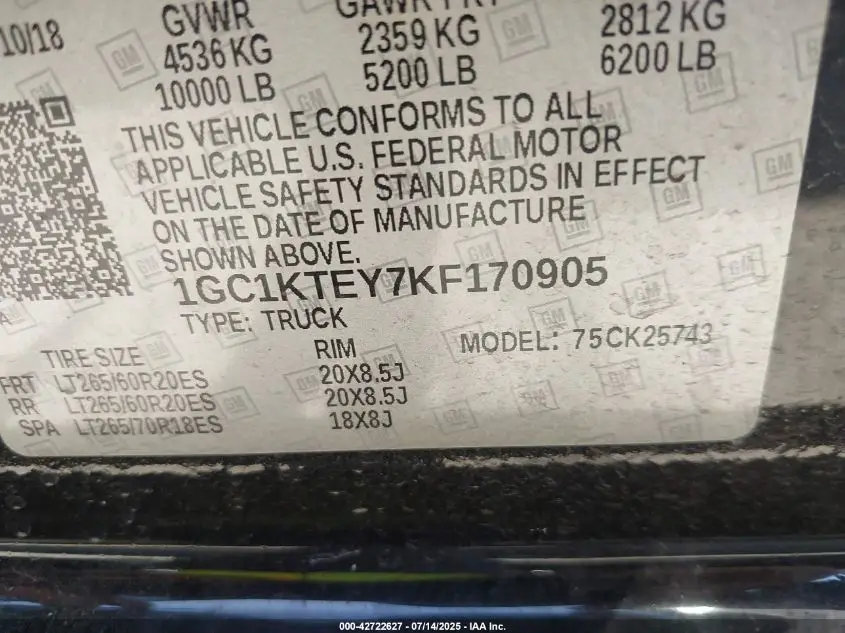 10/18 GVWR GAWR FRT
4536 KG 2359 KG 2812 KG
10000 LB 5200 LB 6200 LB
THIS VEHICLE CONFORMS TO ALL
APPLICABLE U.S. FEDERAL MOTOR
VEHICLE SAFETY STANDARDS IN EFFECT
ON THE DATE OF MANUFACTURE
SHOWN ABOVE.
1GC1KTEY7KF170905
TYPE: TRUCK
MODEL: 75CK25743
TIRE SIZE RIM
FRT LT265/60R20ES 20X8.5J
RR LT265/60R20ES 20X8.5J
SPA LT265/70R18ES 18X8J
000-42722627 - 07/14/2025 - IAA Inc.